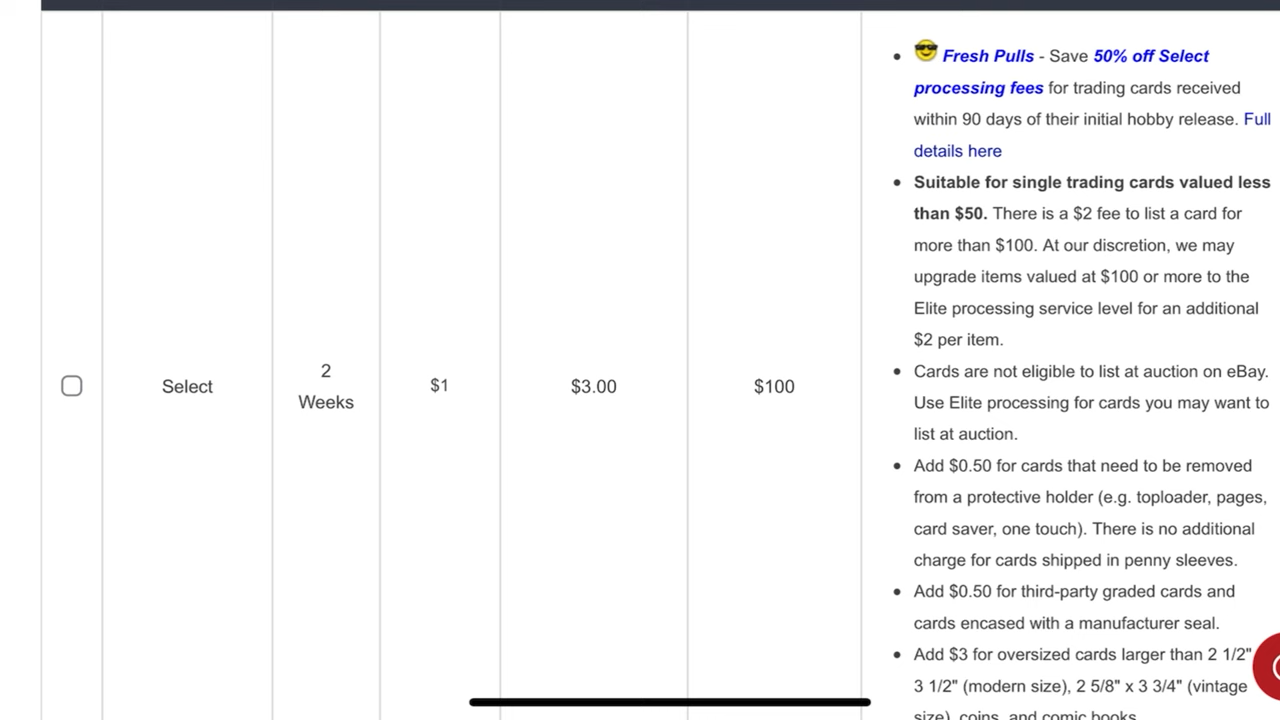 Fresh Pulls - Save 50% off Select
processing fees for trading cards received
within 90 days of their initial hobby release. Full
details here
Suitable for single trading cards valued less
than $50. There is a $2 fee to list a card for
more than $100. At our discretion, we may
upgrade items valued at $100 or more to the
Elite processing service level for an additional
$2 per item.
2
Weeks
Select
$1
$3.00
$100
Cards are not eligible to list at auction on eBay.
Use Elite processing for cards you may want to
list at auction.
Add $0.50 for cards that need to be removed
from a protective holder (e.g. toploader, pages,
card saver, one touch). There is no additional
charge for cards shipped in penny sleeves.
Add $0.50 for third-party graded cards and
cards encased with a manufacturer seal.
Add $3 for oversized cards larger than 2 1/2"
3 1/2" (modern size), 2 5/8" x 3 3/4" (vintage
size), coins, and comic books.